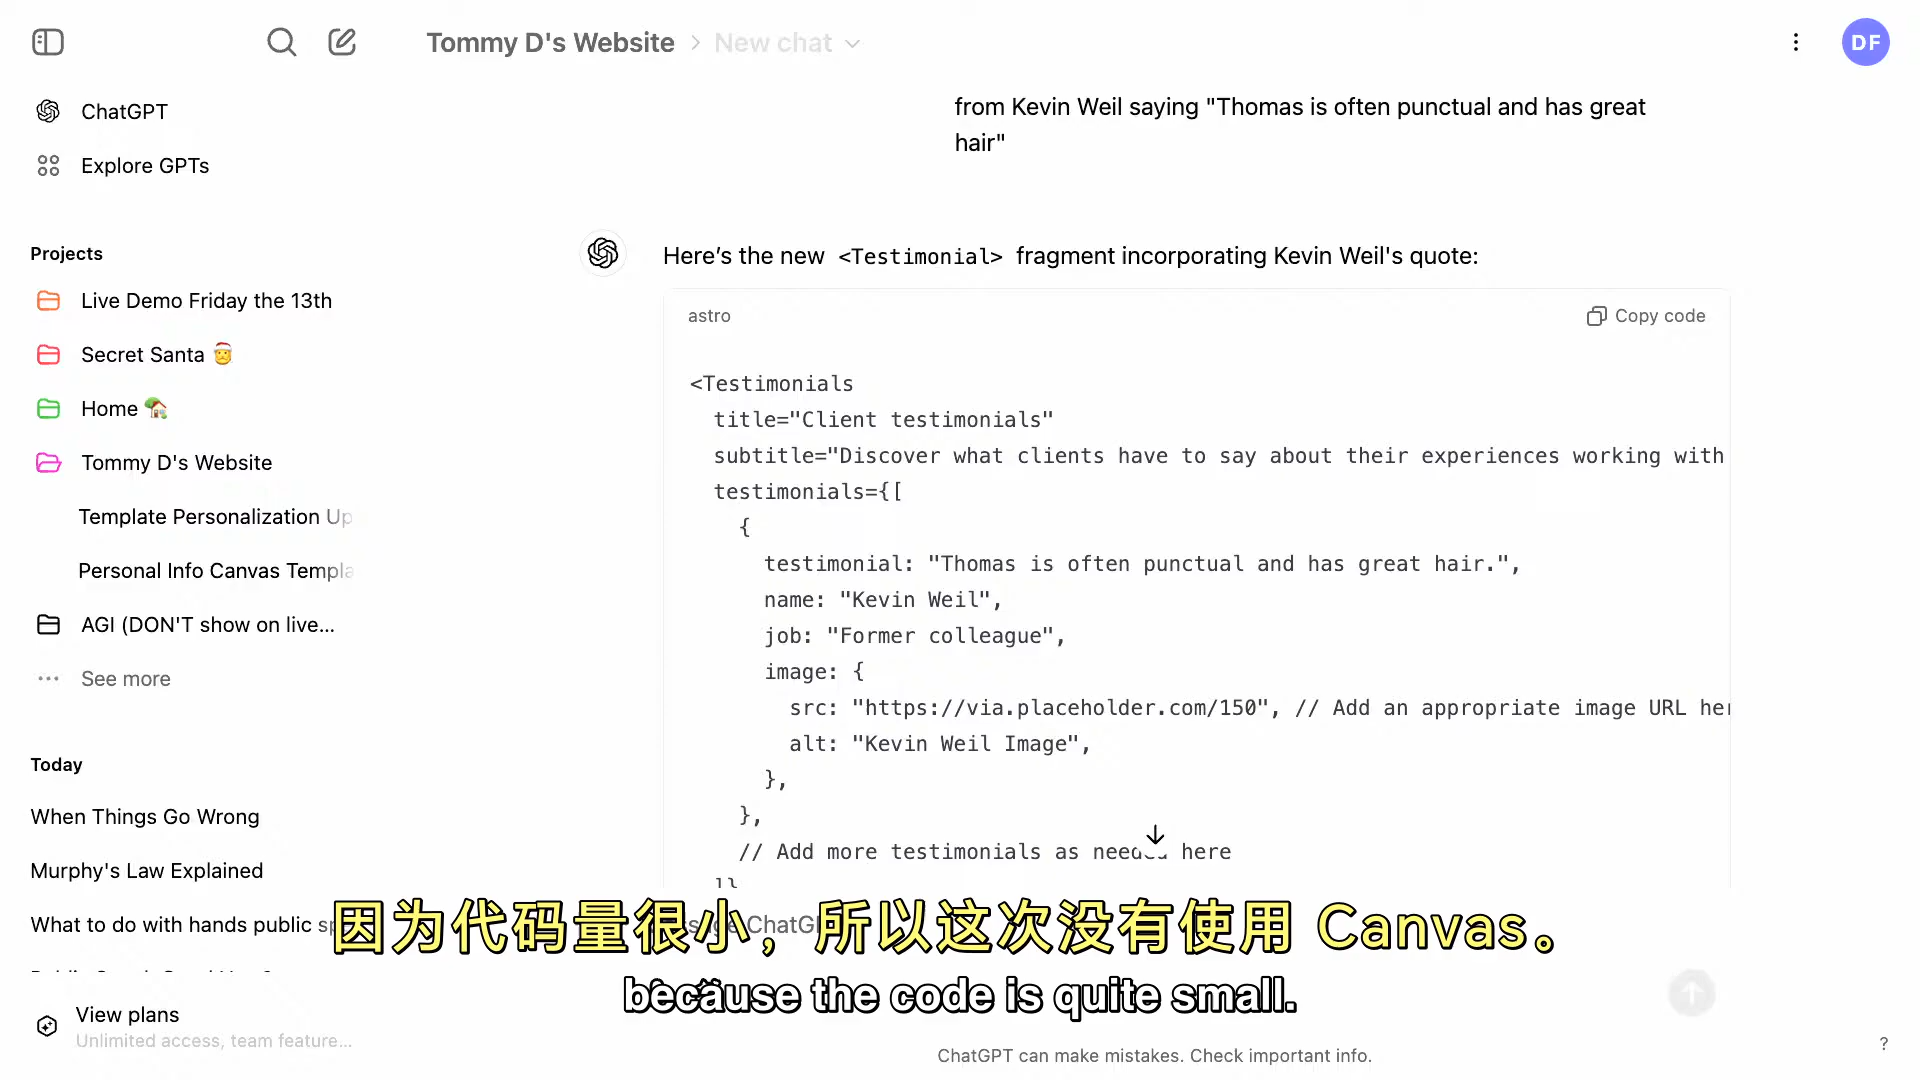 Tommy D's Website > New chat
DF
ChatGPT
Explore GPTs
Projects
Live Demo Friday the 13th
Secret Santa 🎅
Home 🏡
Tommy D's Website
Template Personalization Up
Personal Info Canvas Templa
AGI (DON'T show on live...
See more
Today
When Things Go Wrong
Murphy's Law Explained
What to do with hands public sp
View plans
Unlimited access, team feature...
from Kevin Weil saying "Thomas is often punctual and has great
hair"
Here's the new <Testimonial> fragment incorporating Kevin Weil's quote:
astro
Copy code
<Testimonials
title="Client testimonials"
subtitle="Discover what clients have to say about their experiences working with
testimonials={[
{
testimonial: "Thomas is often punctual and has great hair.",
name: "Kevin Weil",
job: "Former colleague",
image: {
src: "https://via.placeholder.com/150", // Add an appropriate image URL her
alt: "Kevin Weil Image",
},
},
// Add more testimonials as needed here
]}
因为代码量很小，所以这次没有使用 Canvas。
because the code is quite small.
ChatGPT can make mistakes. Check important info.
?